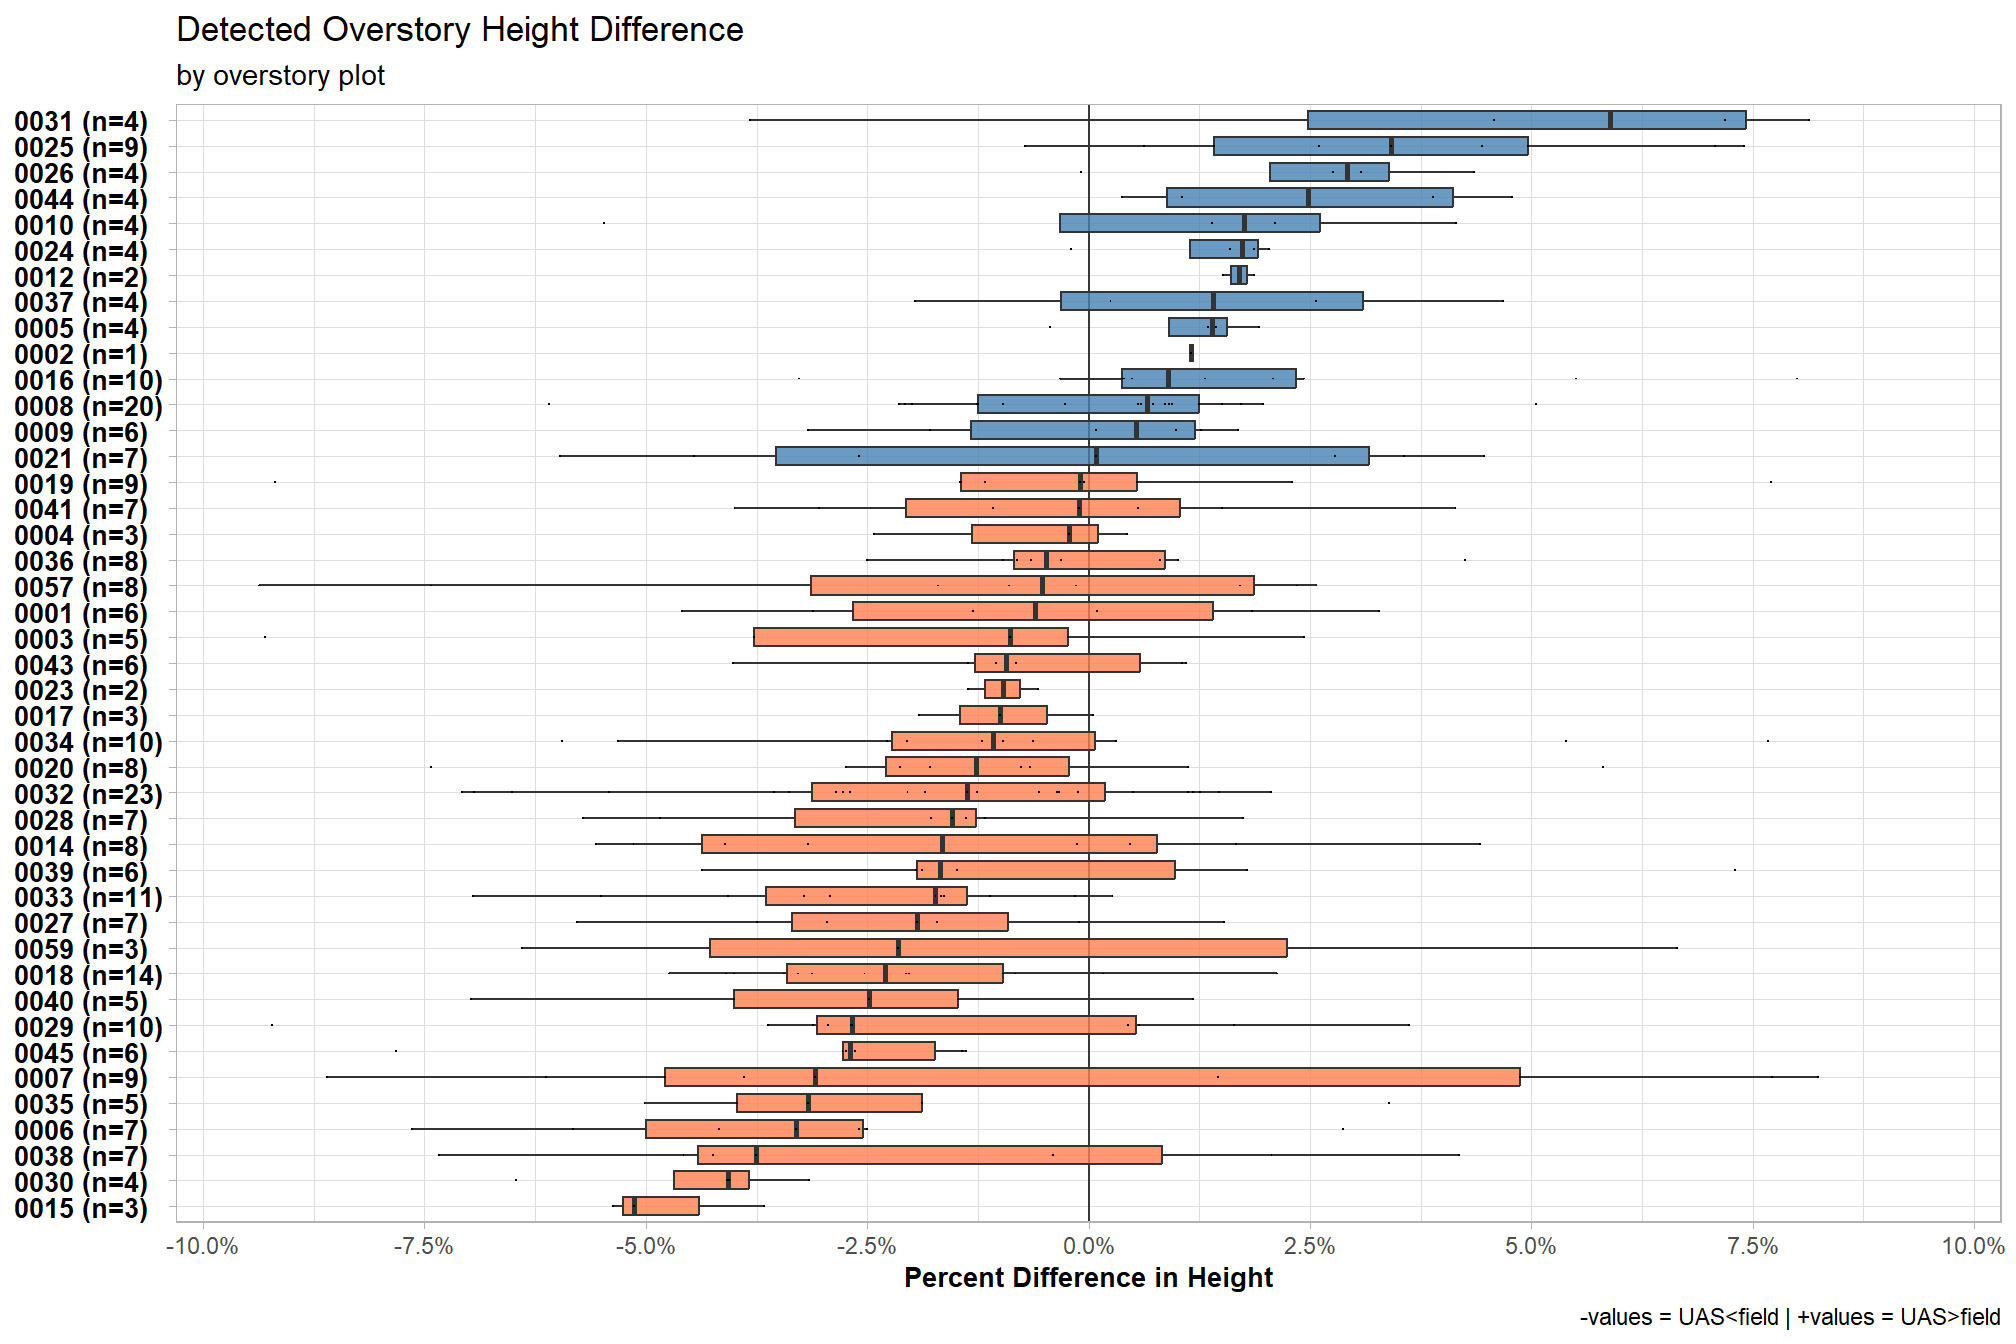 Detected Overstory Height Difference
by overstory plot
0031 (n=4)
0025 (n=9)
0026 (n=4)
0044 (n=4)
0010 (n=4)
0024 (n=4)
0012 (n=2)
0037 (n=4)
0005 (n=4)
0002 (n=1)
0016 (n=10)
0008 (n=20)
0009 (n=6)
0021 (n=7)
0019 (n=9)
0041 (n=7)
0004 (n=3)
0036 (n=8)
0057 (n=8)
0001 (n=6)
0003 (n=5)
0043 (n=6)
0023 (n=2)
0017 (n=3)
0034 (n=10)
0020 (n=8)
0032 (n=23)
0028 (n=7)
0014 (n=8)
0039 (n=6)
0033 (n=11)
0027 (n=7)
0059 (n=3)
0018 (n=14)
0040 (n=5)
0029 (n=10)
0045 (n=6)
0007 (n=9)
0035 (n=5)
0006 (n=7)
0038 (n=7)
0030 (n=4)
0015 (n=3)
-10.0% -7.5% -5.0% -2.5% 0.0% 2.5% 5.0% 7.5% 10.0%
Percent Difference in Height
-values = UAS<field | +values = UAS>field